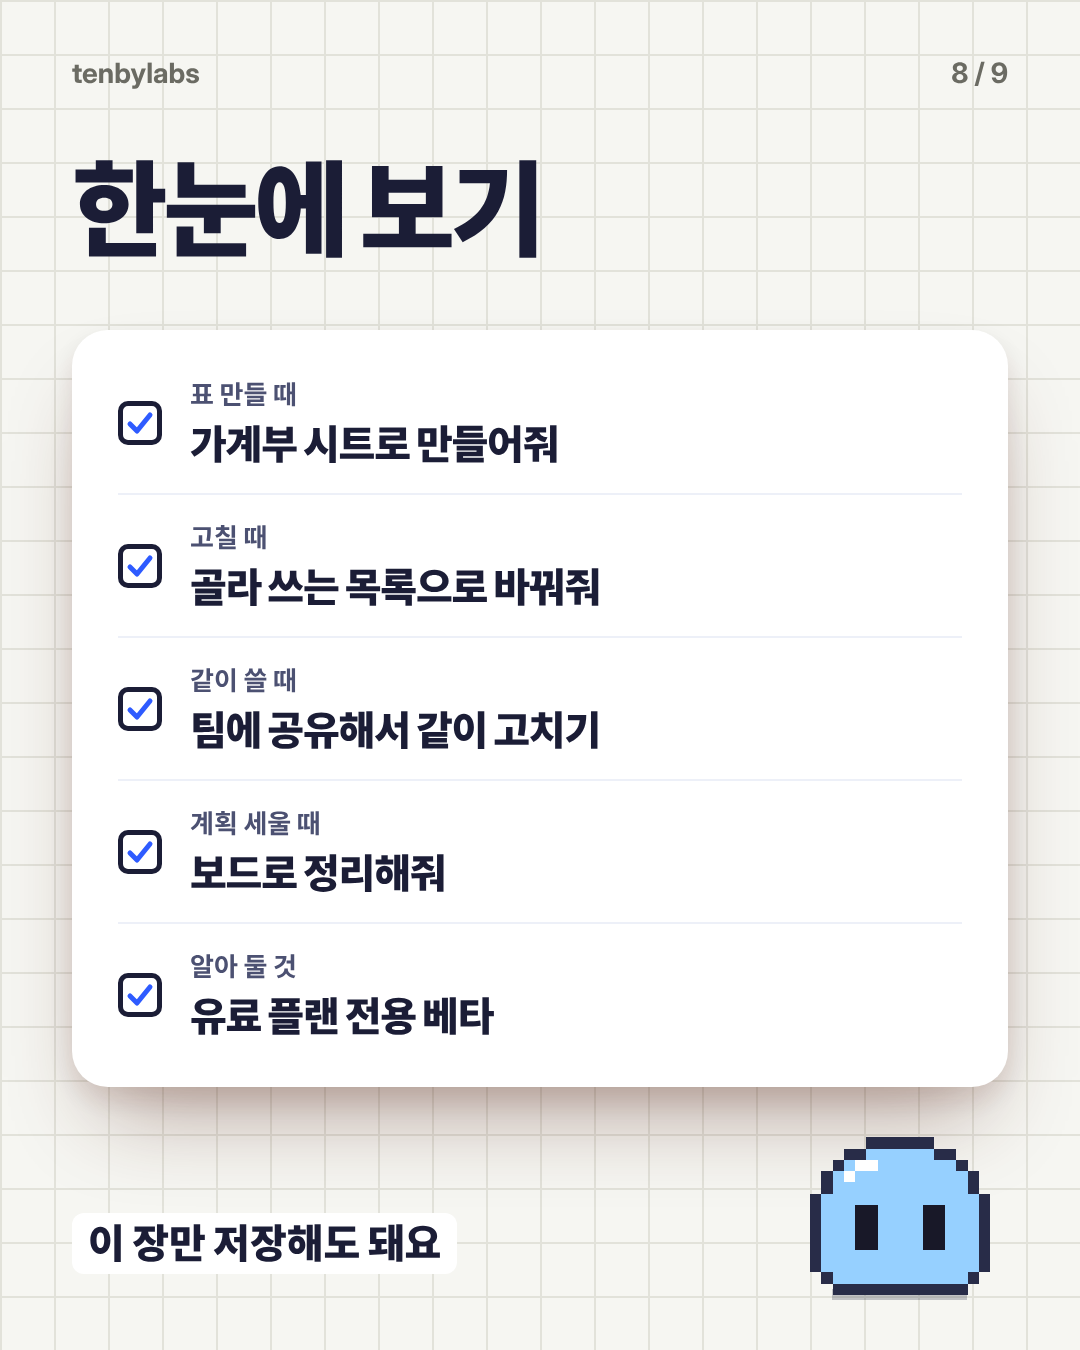 tenbylabs
8 / 9
한눈에 보기
표 만들 때
가계부 시트로 만들어줘
고칠 때
골라 쓰는 목록으로 바꿔줘
같이 쓸 때
팀에 공유해서 같이 고치기
계획 세울 때
보드로 정리해줘
알아 둘 것
유료 플랜 전용 베타
이 장만 저장해도 돼요